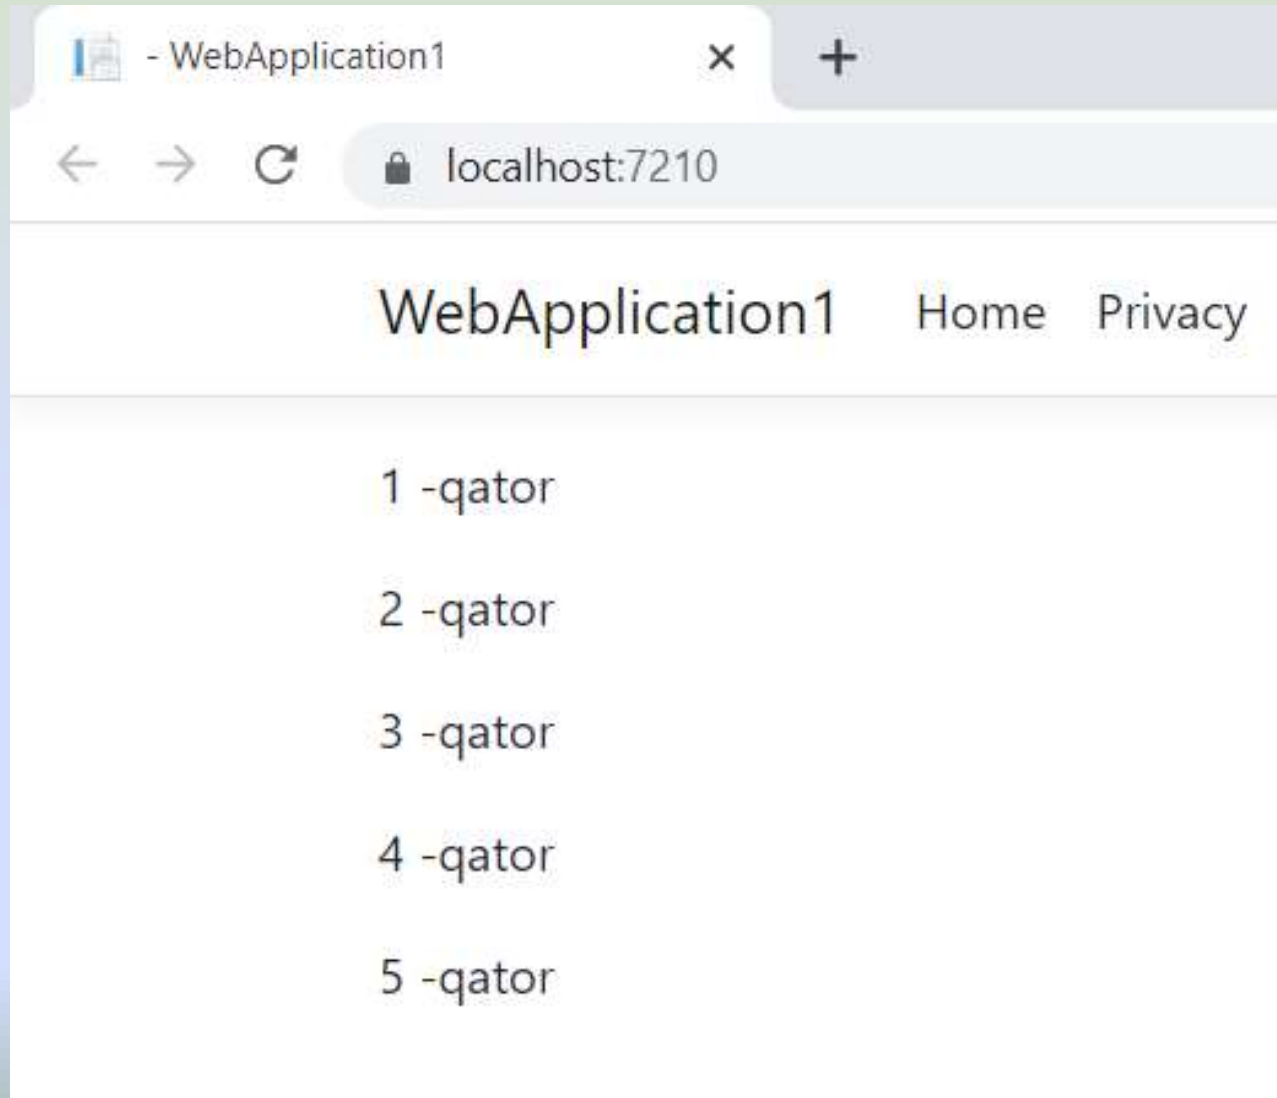 - WebApplication1
localhost:7210
WebApplication1 Home Privacy
1 -qator
2 -qator
3 -qator
4 -qator
5 -qator